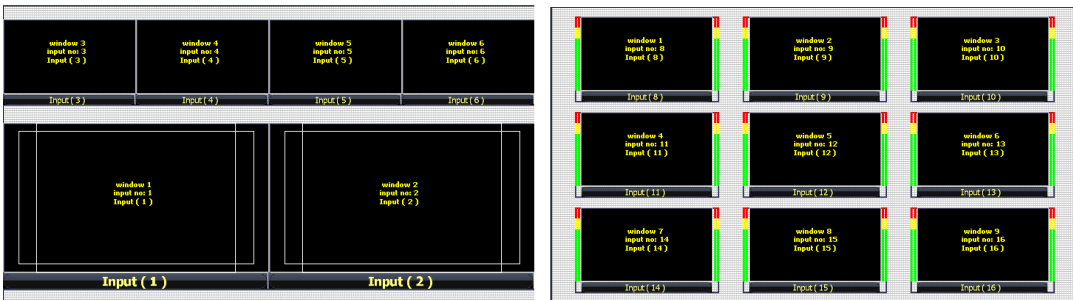 window 3
input no: 3
Input ( 3 )
window 4
input no: 4
Input ( 4 )
window 5
input no: 5
Input ( 5 )
window 6
input no: 6
Input ( 6 )
Input ( 3 )
Input ( 4 )
Input ( 5 )
Input ( 6 )
window 1
input no: 1
Input ( 1 )
window 2
input no: 2
Input ( 2 )
Input ( 1 )
Input ( 2 )
window 1
input no: 8
Input ( 8 )
window 2
input no: 9
Input ( 9 )
window 3
input no: 10
Input ( 10 )
Input ( 8 )
Input ( 9 )
Input ( 10 )
window 4
input no: 11
Input ( 11 )
window 5
input no: 12
Input ( 12 )
window 6
input no: 13
Input ( 13 )
Input ( 11 )
Input ( 12 )
Input ( 13 )
window 7
input no: 14
Input ( 14 )
window 8
input no: 15
Input ( 15 )
window 9
input no: 16
Input ( 16 )
Input ( 14 )
Input ( 15 )
Input ( 16 )